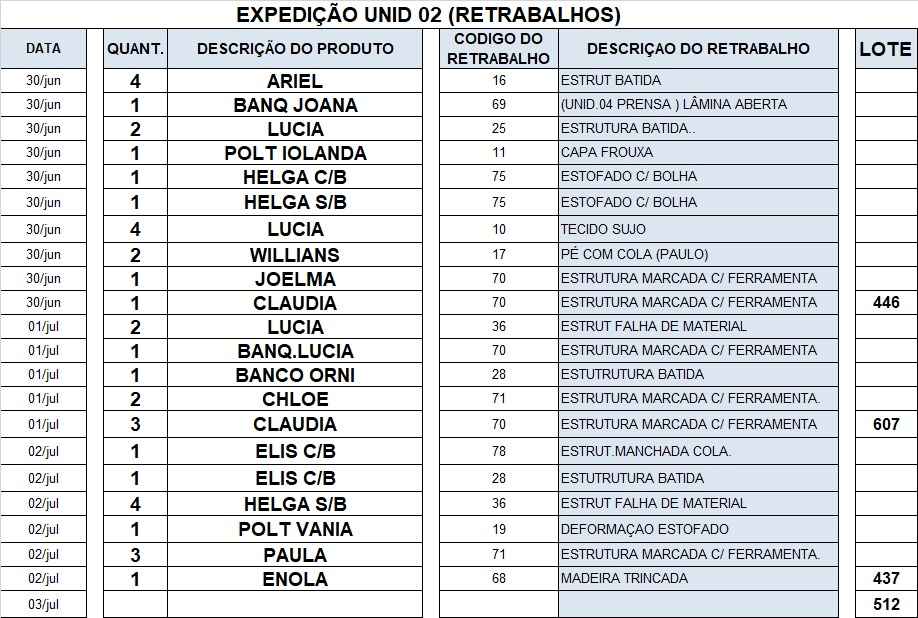 EXPEDIÇÃO UNID 02 (RETRABALHOS)
DATA QUANT. DESCRIÇÃO DO PRODUTO CODIGO DO RETRABALHO DESCRIÇAO DO RETRABALHO LOTE
30/jun 4 ARIEL 16 ESTRUT BATIDA
30/jun 1 BANQ JOANA 69 (UNID.04 PRENSA ) LÂMINA ABERTA
30/jun 2 LUCIA 25 ESTRUTURA BATIDA..
30/jun 1 POLT IOLANDA 11 CAPA FROUXA
30/jun 1 HELGA C/B 75 ESTOFADO C/ BOLHA
30/jun 1 HELGA S/B 75 ESTOFADO C/ BOLHA
30/jun 4 LUCIA 10 TECIDO SUJO
30/jun 2 WILLIANS 17 PÉ COM COLA (PAULO)
30/jun 1 JOELMA 70 ESTRUTURA MARCADA C/ FERRAMENTA
30/jun 1 CLAUDIA 70 ESTRUTURA MARCADA C/ FERRAMENTA 446
01/jul 2 LUCIA 36 ESTRUT FALHA DE MATERIAL
01/jul 1 BANQ.LUCIA 70 ESTRUTURA MARCADA C/ FERRAMENTA
01/jul 1 BANCO ORNI 28 ESTUTRUTURA BATIDA
01/jul 2 CHLOE 71 ESTRUTURA MARCADA C/ FERRAMENTA.
01/jul 3 CLAUDIA 70 ESTRUTURA MARCADA C/ FERRAMENTA 607
02/jul 1 ELIS C/B 78 ESTRUT.MANCHADA COLA.
02/jul 1 ELIS C/B 28 ESTUTRUTURA BATIDA
02/jul 4 HELGA S/B 36 ESTRUT FALHA DE MATERIAL
02/jul 1 POLT VANIA 19 DEFORMAÇAO ESTOFADO
02/jul 3 PAULA 71 ESTRUTURA MARCADA C/ FERRAMENTA.
02/jul 1 ENOLA 68 MADEIRA TRINCADA 437
03/jul 512